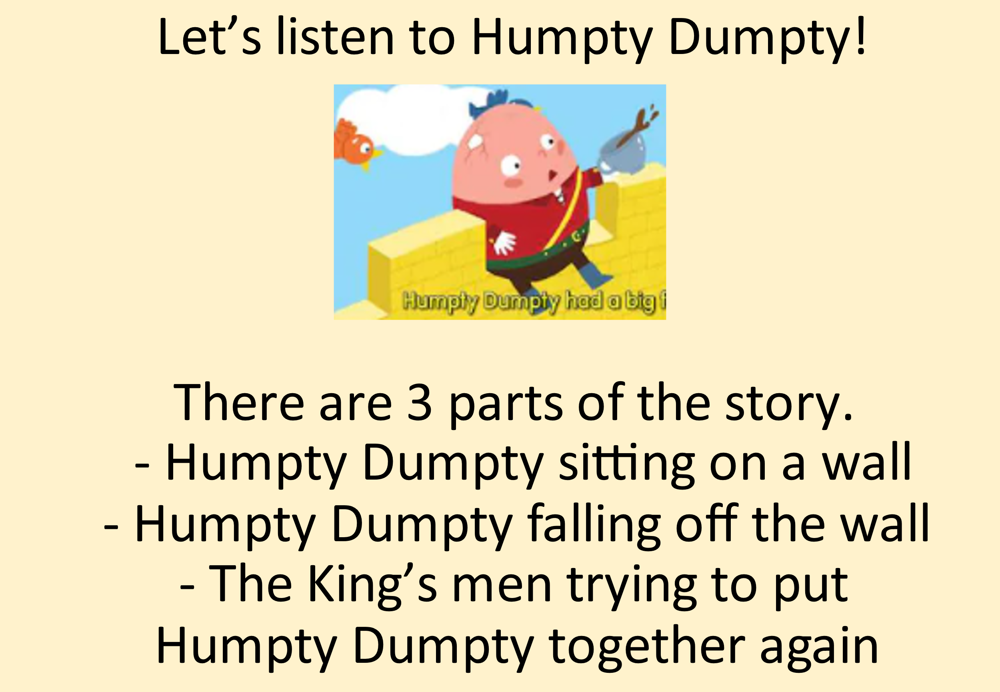 Let’s listen to Humpty Dumpty!
Humpty Dumpty had a big f
There are 3 parts of the story.
- Humpty Dumpty sitting on a wall
- Humpty Dumpty falling off the wall
- The King’s men trying to put
Humpty Dumpty together again